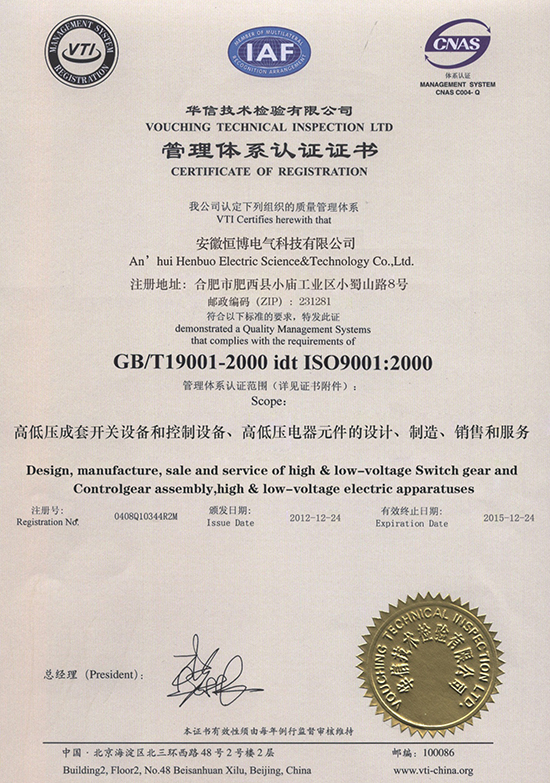 MANAGEMENT SYSTEM
VTI
REGISTRATION
MEMBER OF MULTILATERAL
IAF
RECOGNITION ARRANGEMENT
CNAS
体系认证
MANAGEMENT SYSTEM
CNAS C004-Q
华信技术检验有限公司
VOUCHING TECHNICAL INSPECTION LTD
管理体系认证证书
CERTIFICATE OF REGISTRATION
我公司认定下列组织的质量管理体系
VTI Certifies herewith that
安徽恒博电气科技有限公司
An'hui Henbuo Electric Science&Technology Co.,Ltd.
注册地址: 合肥市肥西县小庙工业区小蜀山路8号
邮政编码(ZIP): 231281
符合以下标准的要求, 特发此证
demonstrated a Quality Management Systems
that complies with the requirements of
GB/T19001-2000 idt ISO9001:2000
管理体系认证范围(详见证书附件):
Scope:
高低压成套开关设备和控制设备、高低压电器元件的设计、制造、销售和服务
Design, manufacture, sale and service of high & low-voltage Switch gear and
Controlgear assembly,high & low-voltage electric apparatuses
注册号:
Registration No.
0408Q10344R2M
颁发日期:
Issue Date
2012-12-24
有效终止日期:
Expiration Date
2015-12-24
总经理 (President):
VOUCHING TECHNICAL INSPECTION LTD.
华信技术检验有限公司
本证书有效性须由每年例行监督审核维持
中国·北京海淀区北三环西路48号2号楼2层
邮编: 100086
Building2, Floor2, No.48 Beisanhuan Xilu, Beijing, China
www.vti-china.org